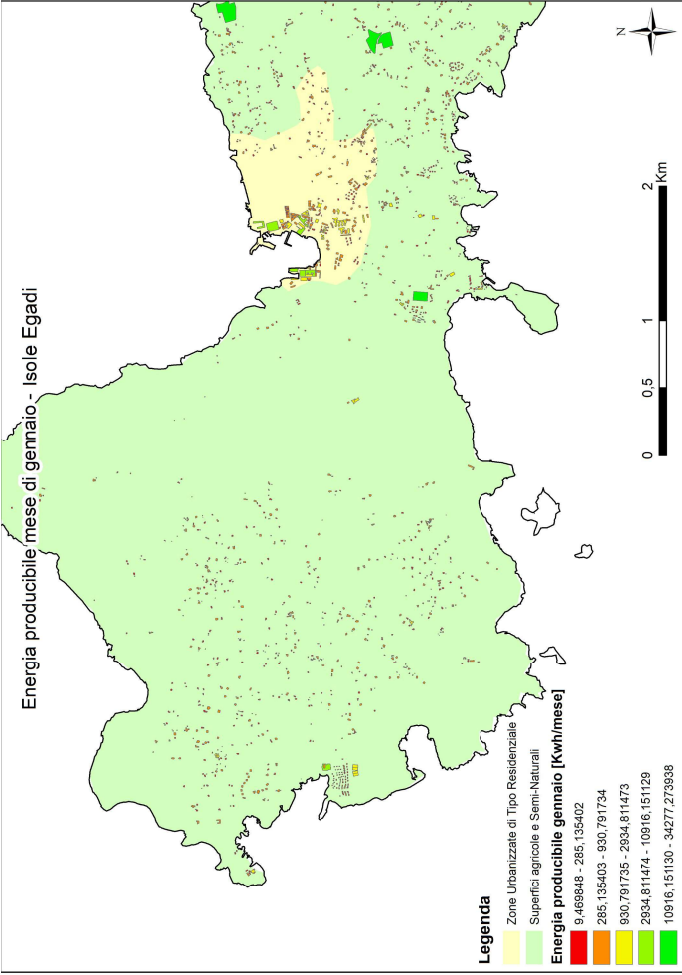 Energia producibile mese di gennaio - Isole Egadi
N
Legenda
Zone Urbanizzate di Tipo Residenziale
Superfici agricole e Semi-Naturali
Energia producibile gennaio [Kwh/mese]
9,469848 - 285,135402
285,135403 - 930,791734
930,791735 - 2934,811473
2934,811474 - 10916,151129
10916,151130 - 34277,273938
0 0,5 1 2
Km